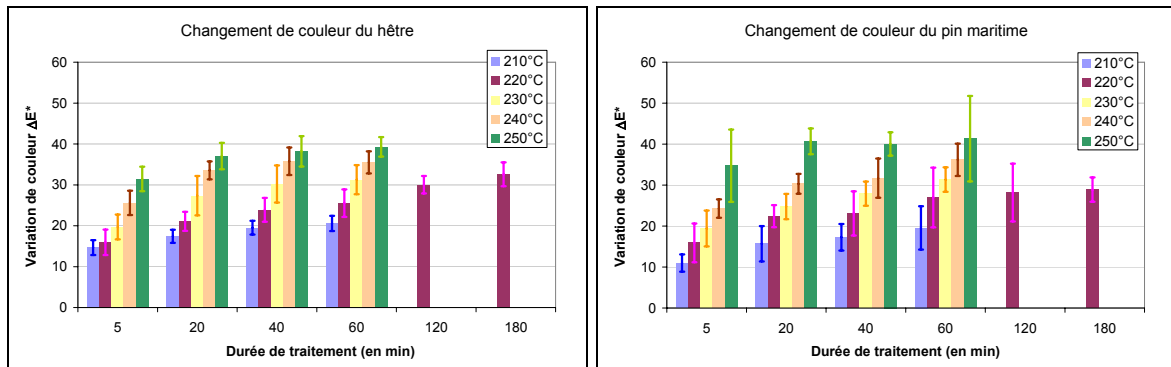 Changement de couleur du hêtre
60
50
40
30
20
10
0
Variation de couleur ΔE*
210°C
220°C
230°C
240°C
250°C
5 20 40 60 120 180
Durée de traitement (en min)
Changement de couleur du pin maritime
60
50
40
30
20
10
0
Variation de couleur ΔE*
210°C
220°C
230°C
240°C
250°C
5 20 40 60 120 180
Durée de traitement (en min)